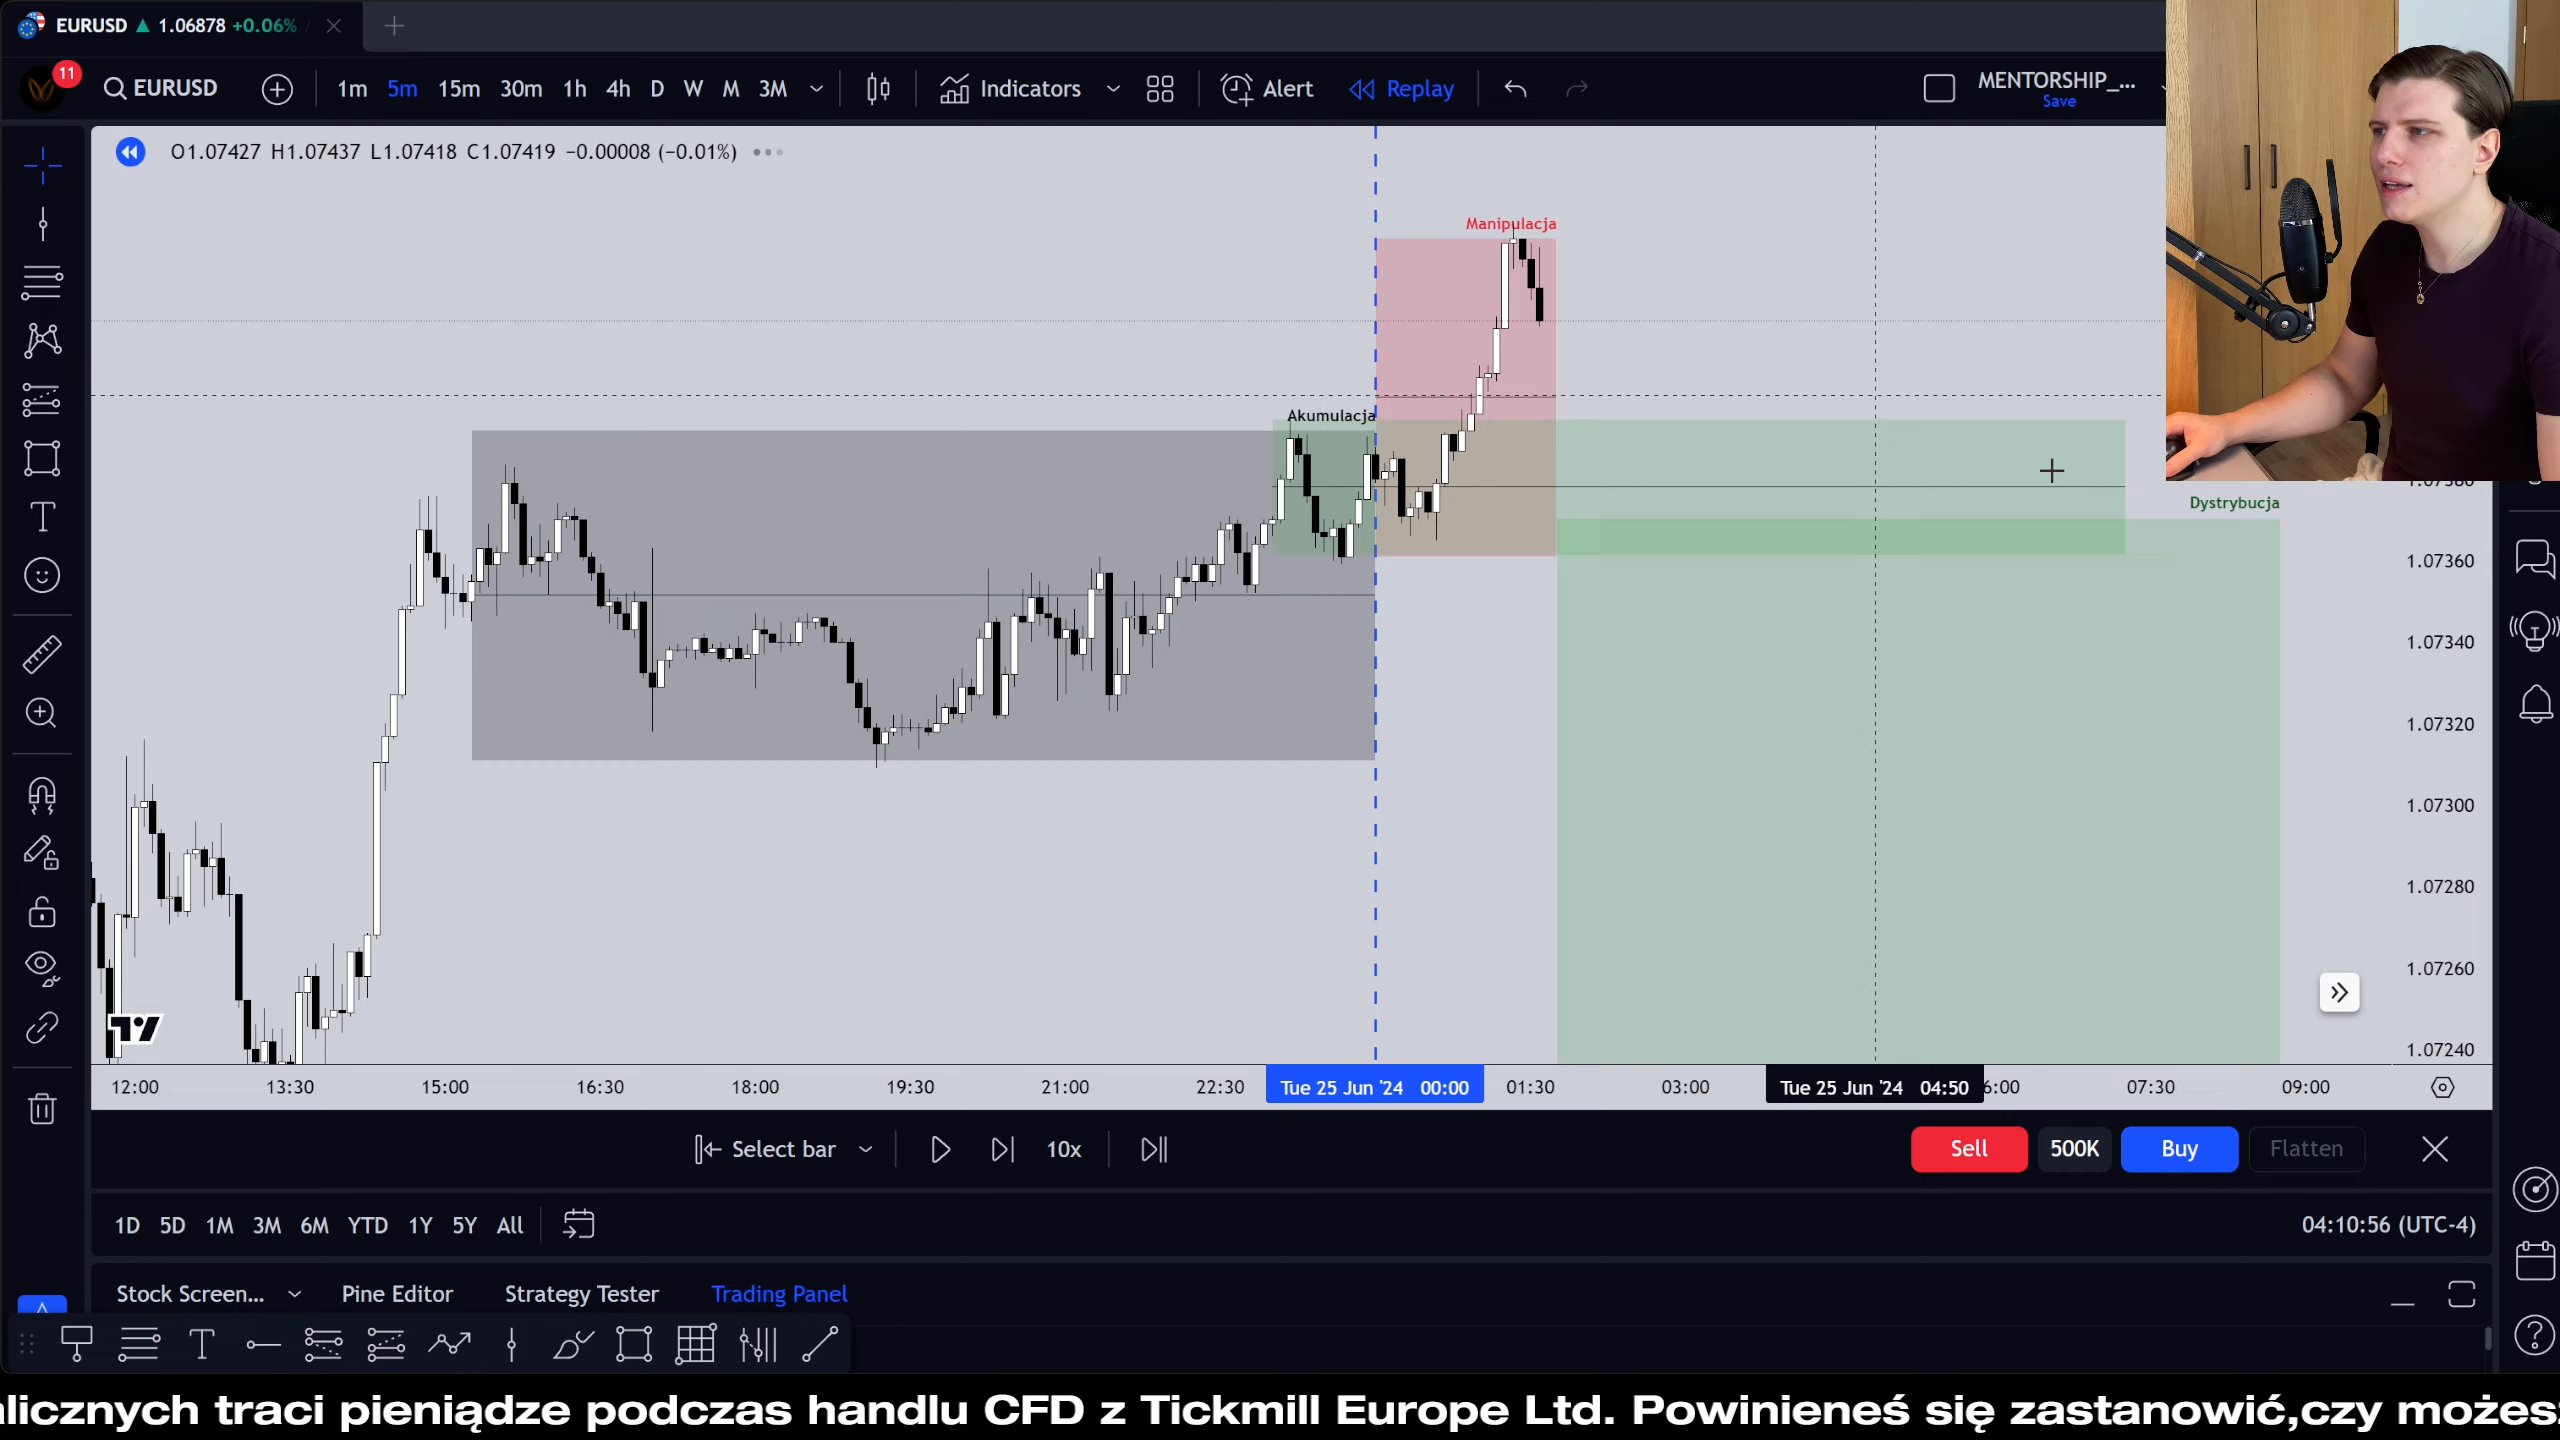 EURUSD ▲ 1.06878 +0.06%
11
EURUSD
1m 5m 15m 30m 1h 4h D W M 3M
Indicators
Alert
Replay
MENTORSHIP_...
Save
O1.07427 H1.07437 L1.07418 C1.07419 −0.00008 (−0.01%)
Manipulacja
Akumulacja
Dystrybucja
1.07360
1.07340
1.07320
1.07300
1.07280
1.07260
1.07240
12:00 13:30 15:00 16:30 18:00 19:30 21:00 22:30 Tue 25 Jun '24 00:00 01:30 03:00 Tue 25 Jun '24 04:50 6:00 07:30 09:00
Select bar
10x
Sell 500K Buy Flatten
1D 5D 1M 3M 6M YTD 1Y 5Y All
04:10:56 (UTC-4)
Stock Screen... Pine Editor Strategy Tester Trading Panel
licznych traci pieniądze podczas handlu CFD z Tickmill Europe Ltd. Powinieneś się zastanowić,czy możes